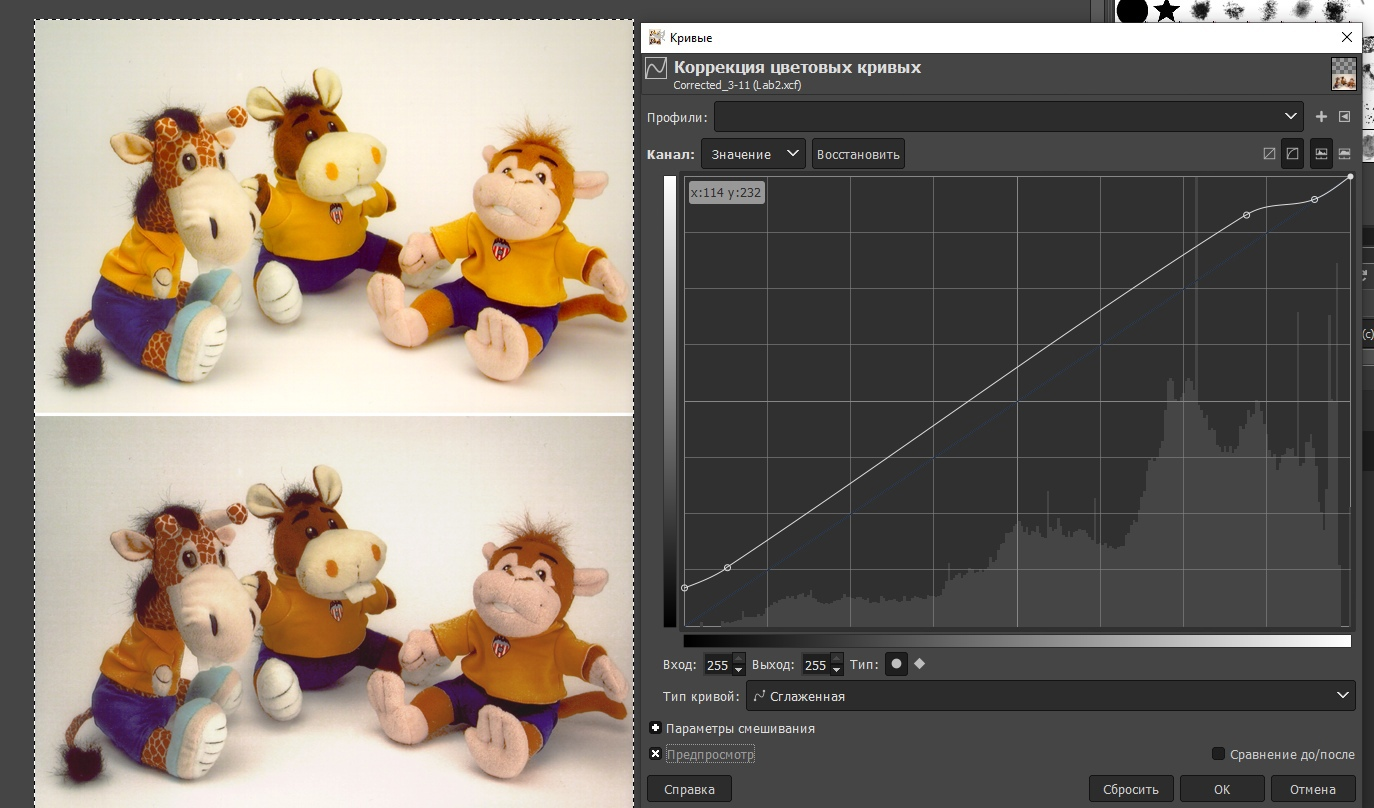 Кривые
Коррекция цветовых кривых
Corrected_3-11 (Lab2.xcf)
Профили:
Канал: Значение Восстановить
x:114 y:232
(c)
Вход: 255 Выход: 255 Тип:
Тип кривой: Сглаженная
Параметры смешивания
Предпросмотр Сравнение до/после
Справка Сбросить OK Отмена